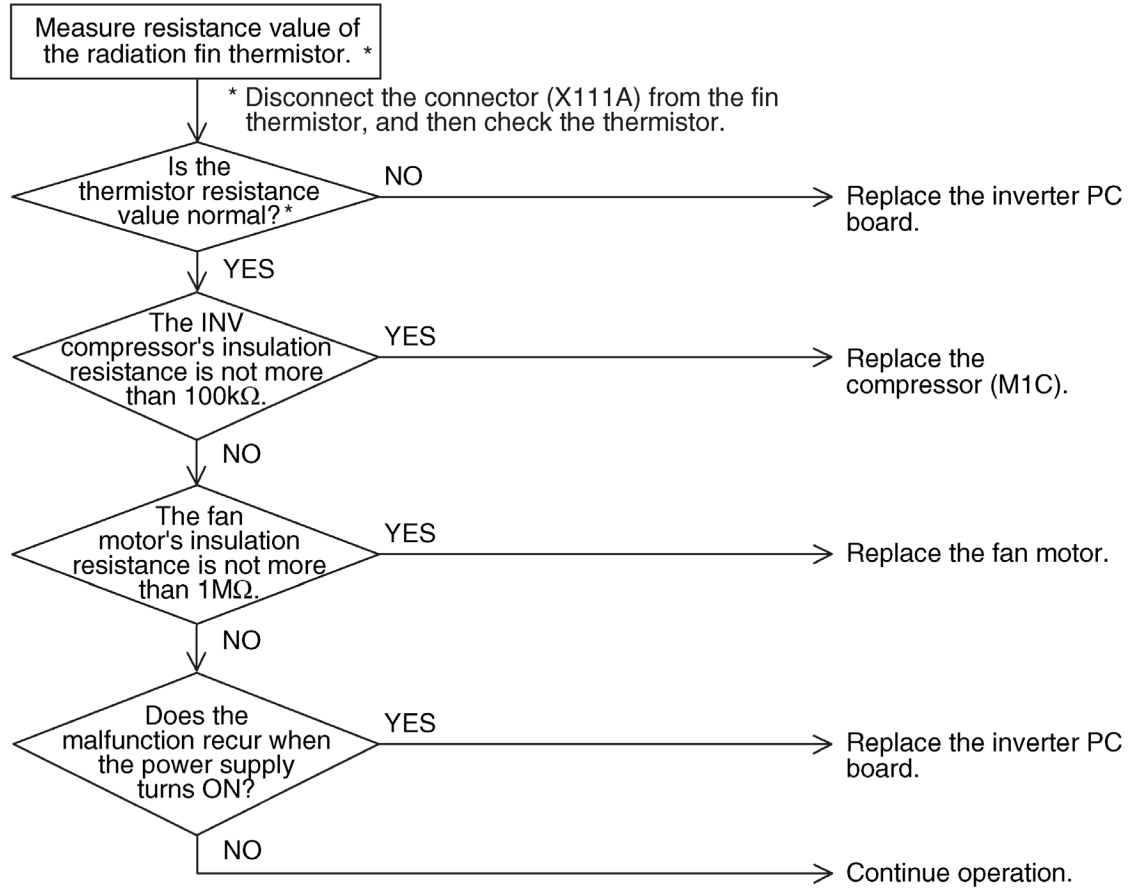 Measure resistance value of
the radiation fin thermistor. *
* Disconnect the connector (X111A) from the fin
thermistor, and then check the thermistor.
Is the
thermistor resistance
value normal?*
NO
Replace the inverter PC
board.
YES
The INV
compressor's insulation
resistance is not more
than 100kΩ.
YES
Replace the
compressor (M1C).
NO
The fan
motor's insulation
resistance is not more
than 1MΩ.
YES
Replace the fan motor.
NO
Does the
malfunction recur when
the power supply
turns ON?
YES
Replace the inverter PC
board.
NO
Continue operation.